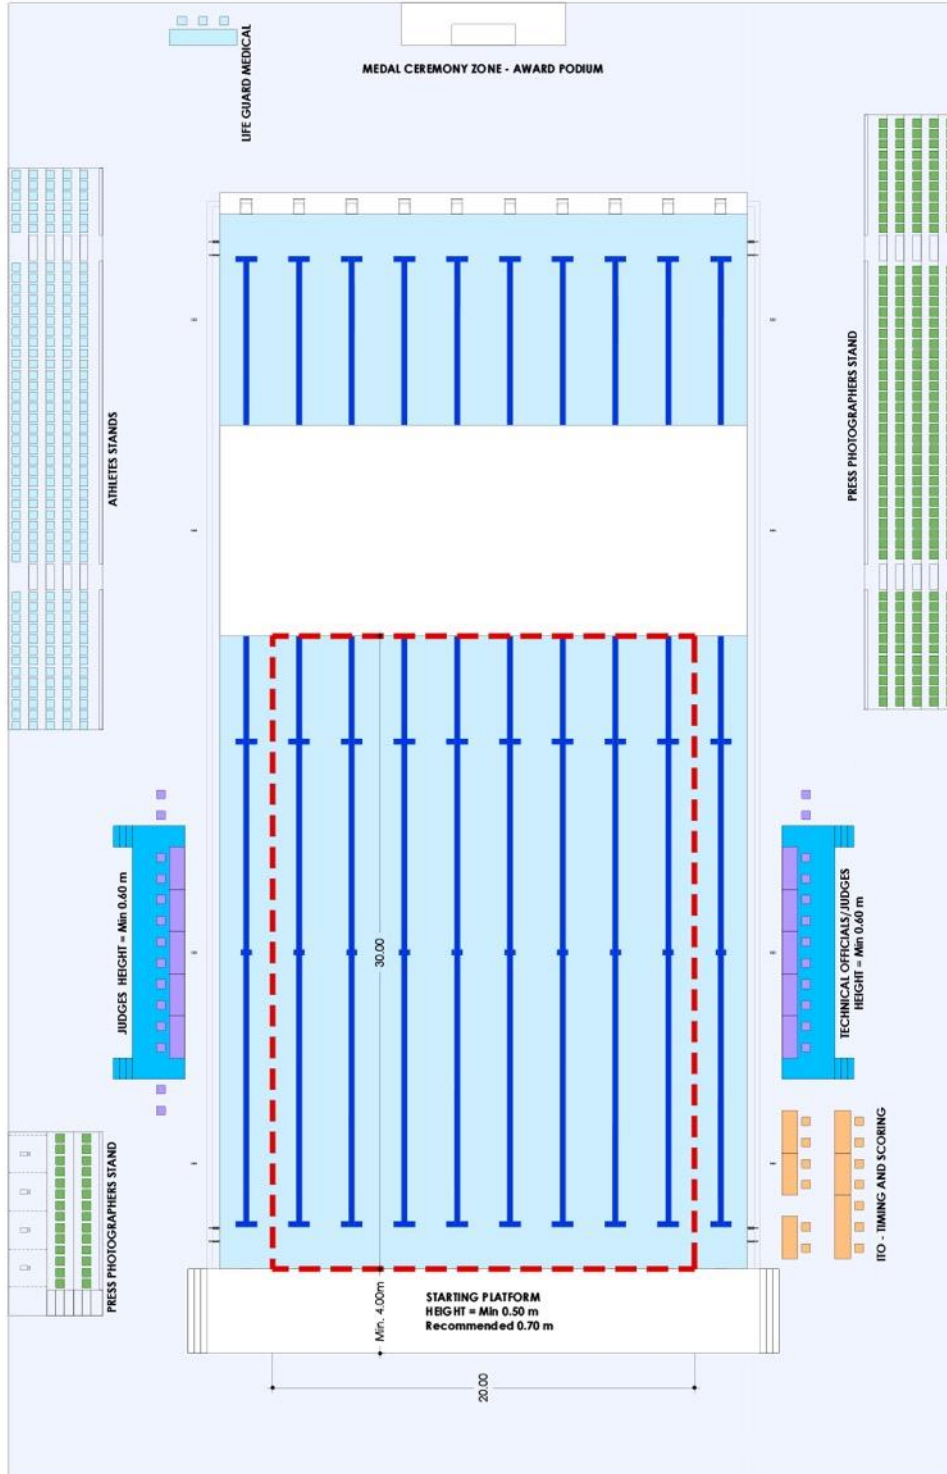 LIFE GUARD MEDICAL
MEDAL CEREMONY ZONE - AWARD PODIUM
ATHLETES STANDS
PRESS PHOTOGRAPHERS STAND
JUDGES HEIGHT = Min 0.60 m
30.00
TECHNICAL OFFICIALS/JUDGES
HEIGHT = Min 0.60 m
PRESS PHOTOGRAPHERS STAND
ITO - TIMING AND SCORING
Min. 4.00m
STARTING PLATFORM
HEIGHT = Min 0.50 m
Recommended 0.70 m
20.00